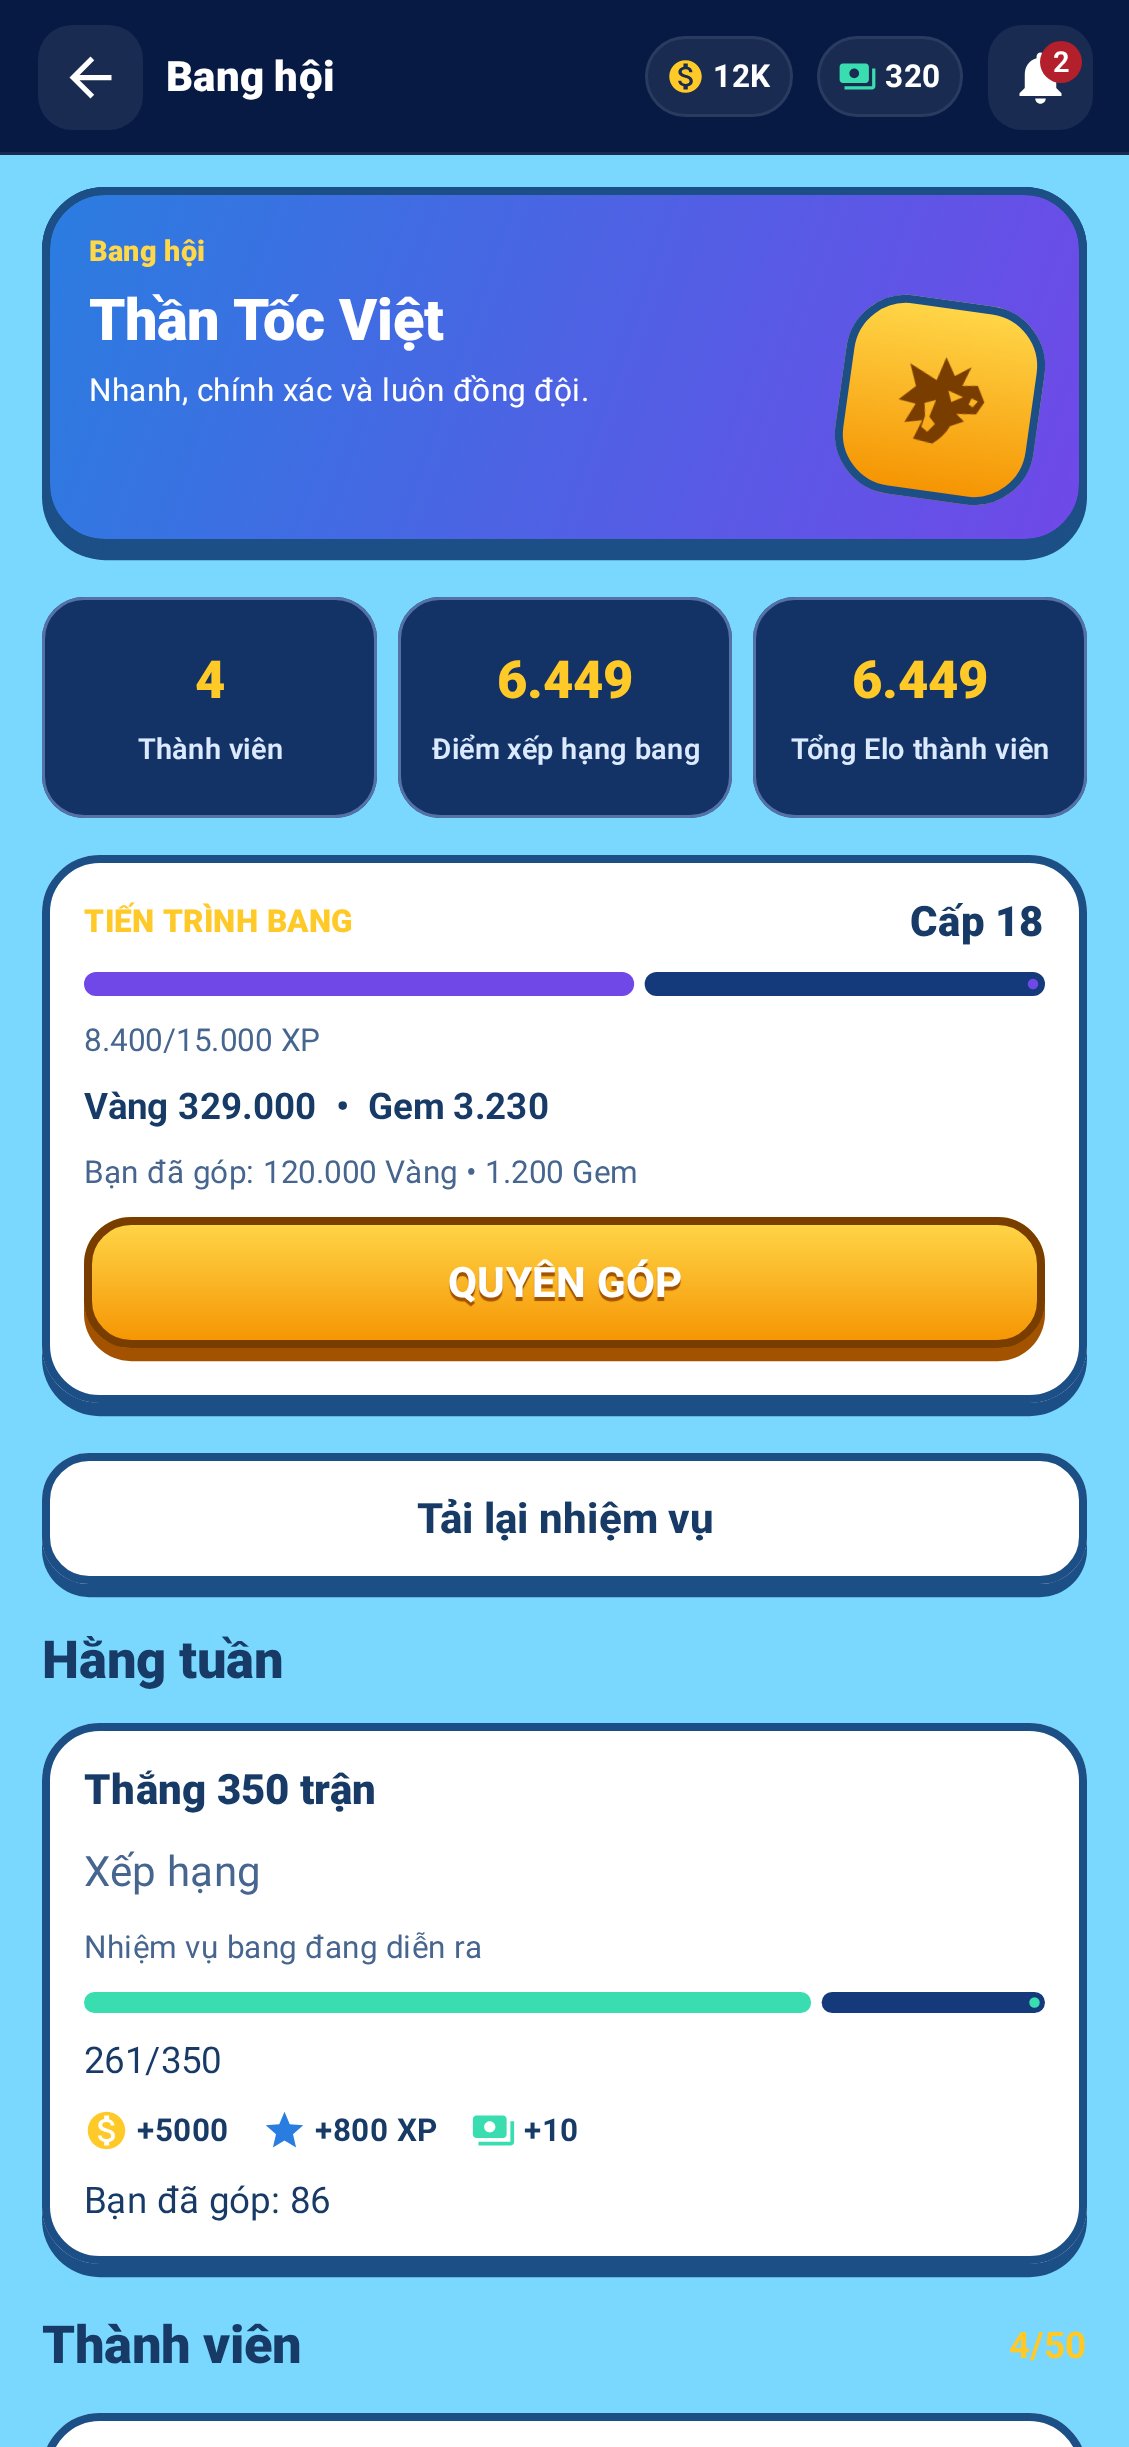 Bang hội
12K
320
2
Bang hội
Thần Tốc Việt
Nhanh, chính xác và luôn đồng đội.
4
Thành viên
6.449
Điểm xếp hạng bang
6.449
Tổng Elo thành viên
TIẾN TRÌNH BANG
Cấp 18
8.400/15.000 XP
Vàng 329.000 • Gem 3.230
Bạn đã góp: 120.000 Vàng • 1.200 Gem
QUYÊN GÓP
Tải lại nhiệm vụ
Hằng tuần
Thắng 350 trận
Xếp hạng
Nhiệm vụ bang đang diễn ra
261/350
+5000 +800 XP +10
Bạn đã góp: 86
Thành viên
4/50